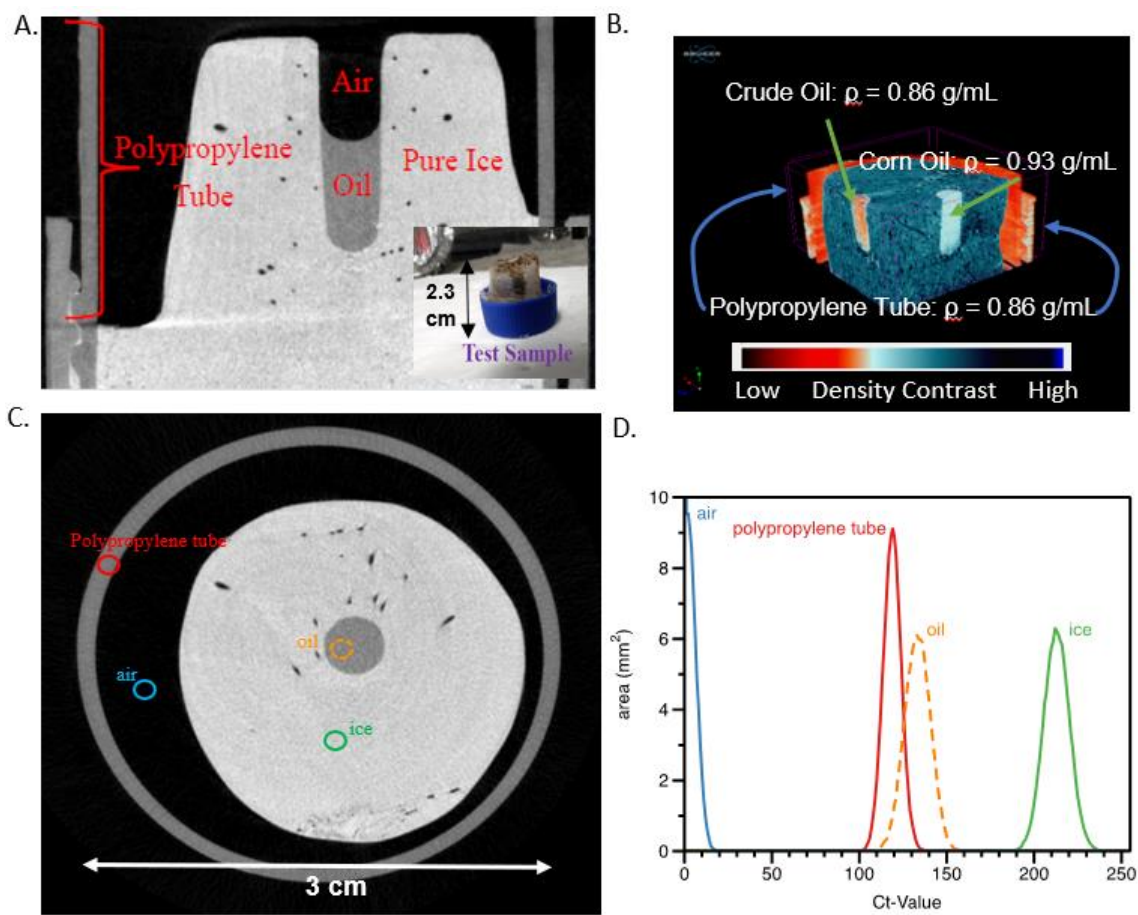 A.
Air
Polypropylene
Tube
Oil
Pure Ice
2.3
cm
Test Sample
B.
BRUKER
Crude Oil: ρ = 0.86 g/mL
Corn Oil: ρ = 0.93 g/mL
Polypropylene Tube: ρ = 0.86 g/mL
Low Density Contrast High
C.
Polypropylene tube
oil
air
ice
3 cm
D.
10
air
polypropylene tube
8
oil
ice
6
area (mm²)
4
2
0
0 50 100 150 200 250
Ct-Value